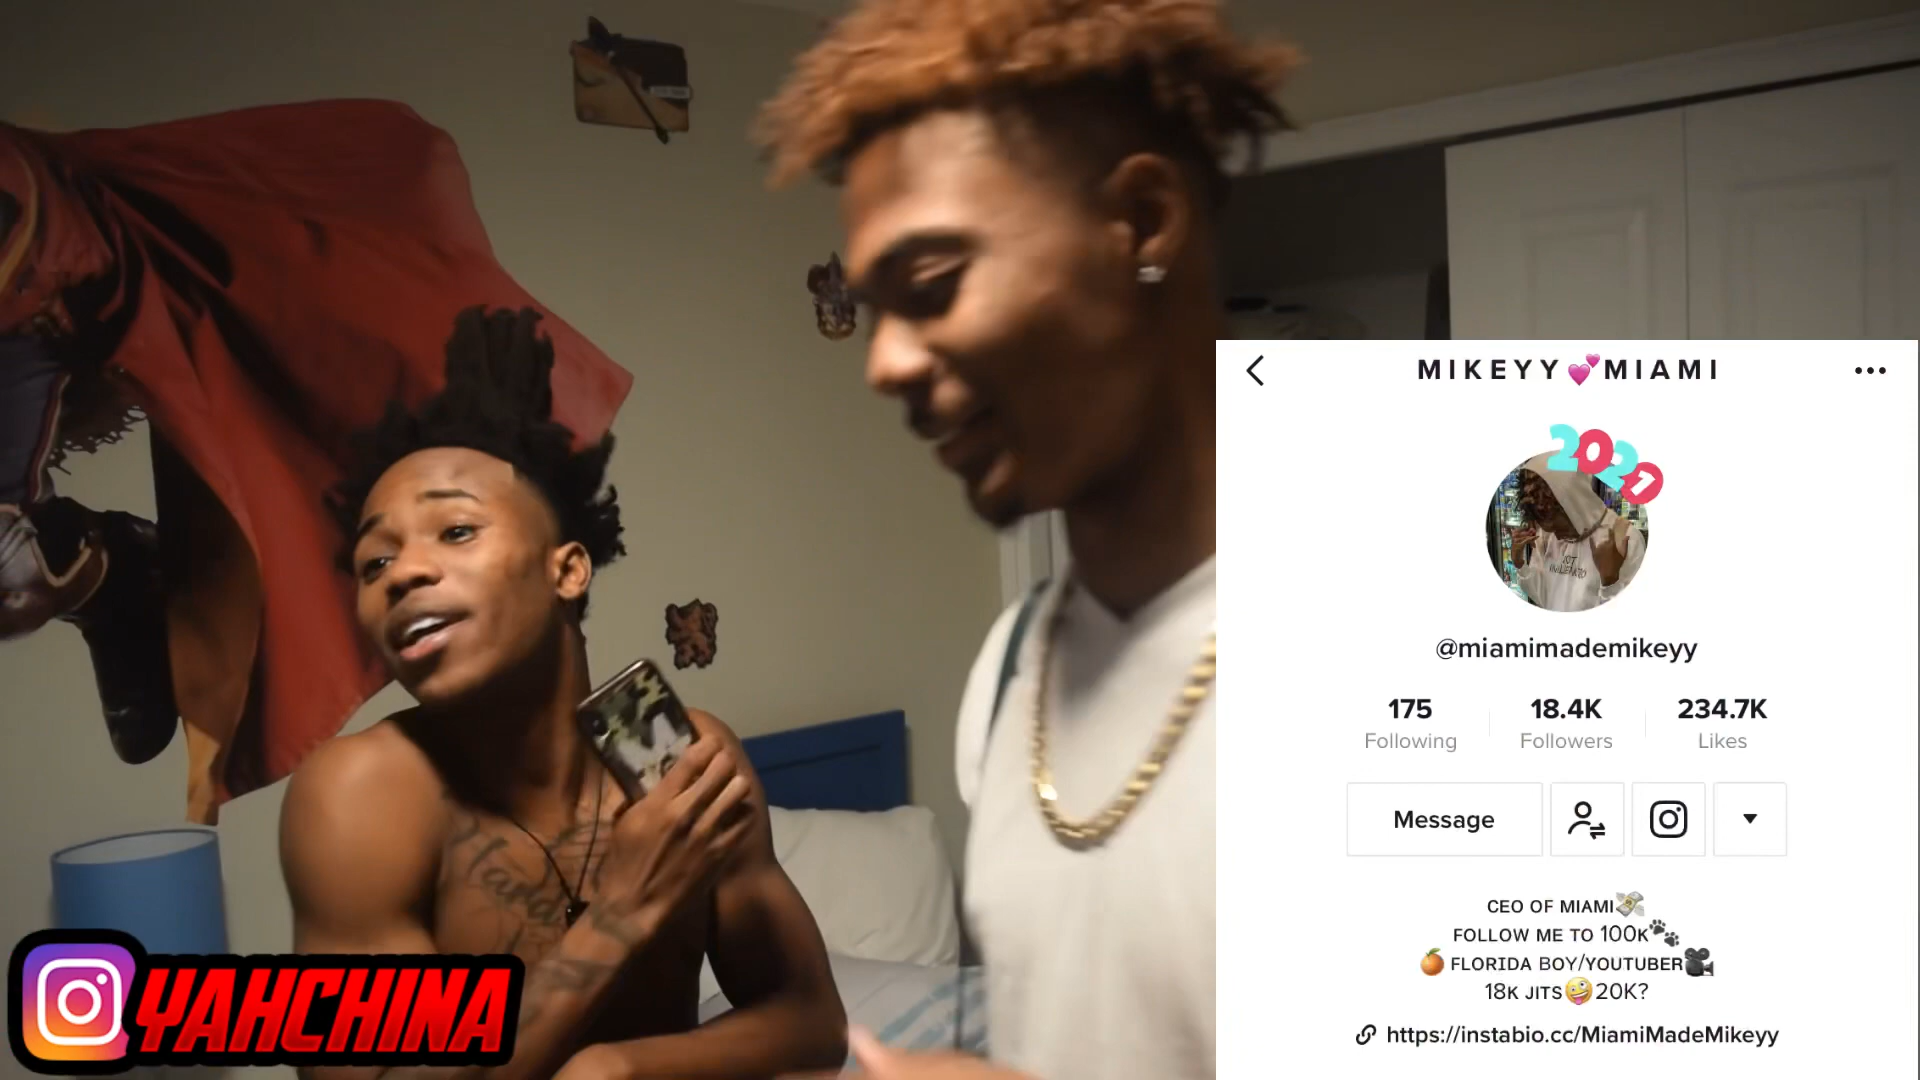 MIKEYY💕MIAMI
2021
@miamimademikeyy
175 18.4K 234.7K
Following Followers Likes
Message
CEO OF MIAMI💸
FOLLOW ME TO 100K🐾
🍊 FLORIDA BOY/YOUTUBER🎥
18K JITS🤪20K?
https://instabio.cc/MiamiMadeMikeyy
YAHCHINA